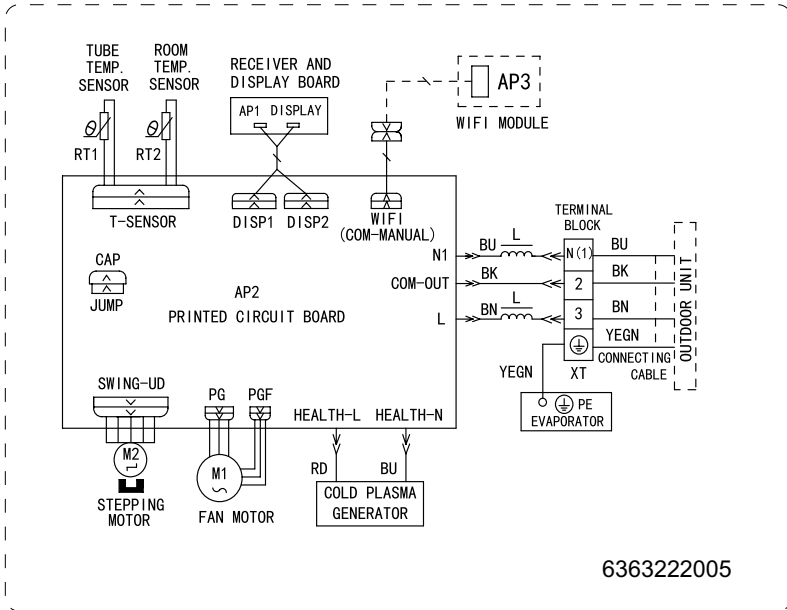 TUBE
TEMP.
SENSOR
ROOM
TEMP.
SENSOR
RECEIVER AND
DISPLAY BOARD
AP1 DISPLAY
AP3
WIFI MODULE
θ
RT1
θ
RT2
T-SENSOR
DISP1 DISP2
WIFI
(COM-MANUAL)
CAP
JUMP
AP2
PRINTED CIRCUIT BOARD
N1
COM-OUT
L
BU
L
BK
BN
L
TERMINAL
BLOCK
N(1)
2
3
XT
BU
BK
BN
YEGN
CONNECTING
CABLE
OUTDOOR UNIT
YEGN
PE
EVAPORATOR
SWING-UD
M2
STEPPING
MOTOR
PG
PGF
M1
FAN MOTOR
HEALTH-L HEALTH-N
RD
BU
COLD PLASMA
GENERATOR
6363222005